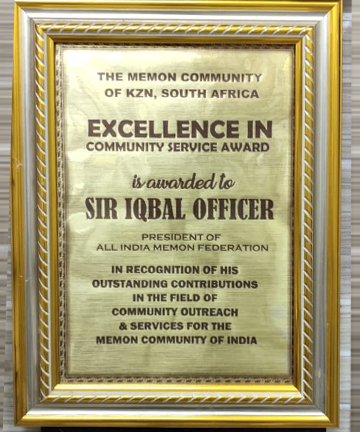 THE MEMON COMMUNITY
OF KZN, SOUTH AFRICA
EXCELLENCE IN
COMMUNITY SERVICE AWARD
is awarded to
SIR IQBAL OFFICER
PRESIDENT OF
ALL INDIA MEMON FEDERATION
IN RECOGNITION OF HIS
OUTSTANDING CONTRIBUTIONS
IN THE FIELD OF
COMMUNITY OUTREACH
& SERVICES FOR THE
MEMON COMMUNITY OF INDIA